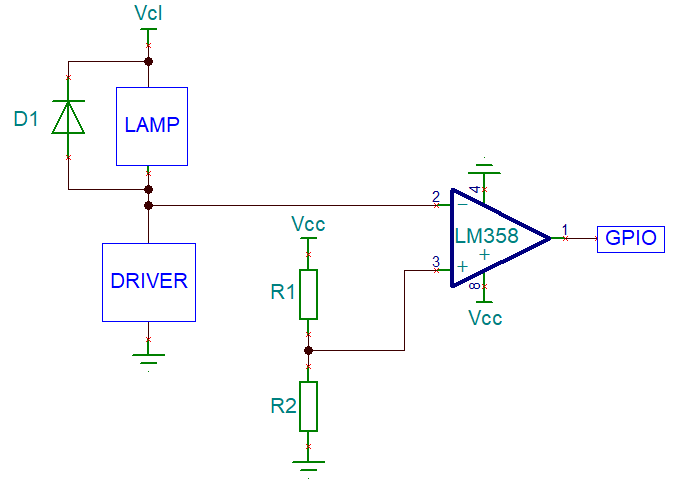 Vcl
D1
LAMP
DRIVER
Vcc
R1
R2
2
3
4
8
1
−
+
+
LM358
Vcc
GPIO